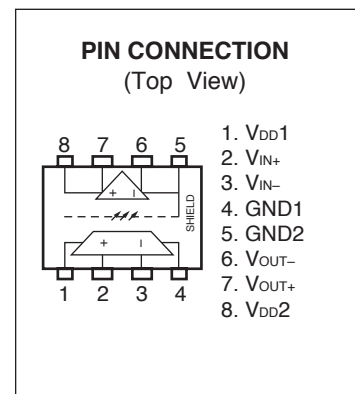 PIN CONNECTION
(Top View)
8 7 6 5
+ –
SHIELD
+ –
1 2 3 4
1. VDD1
2. VIN+
3. VIN–
4. GND1
5. GND2
6. VOUT–
7. VOUT+
8. VDD2